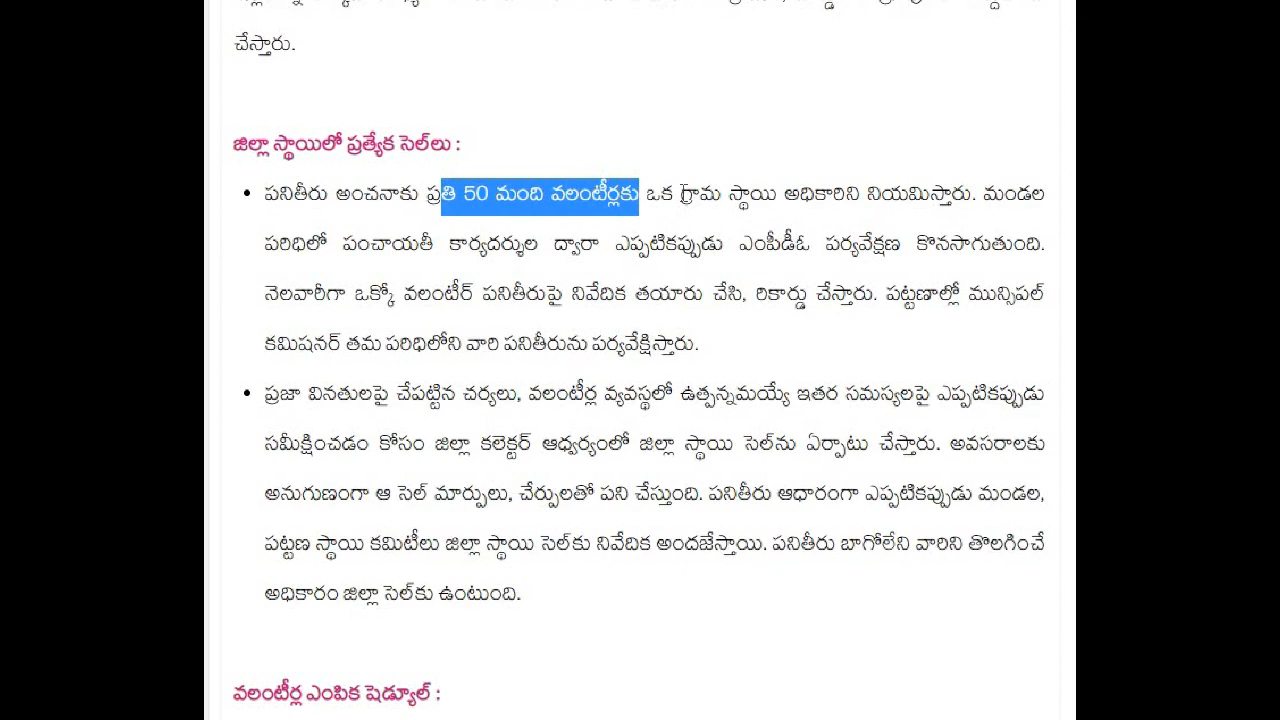 చేస్తారు.
జిల్లా స్థాయిలో ప్రత్యేక సెల్‌లు :
• పనితీరు అంచనాకు ప్రతి 50 మంది వలంటీర్లకు ఒక గ్రామ స్థాయి అధికారిని నియమిస్తారు. మండల
పరిధిలో పంచాయతీ కార్యదర్శుల ద్వారా ఎప్పటికప్పుడు ఎంపీడీఓ పర్యవేక్షణ కొనసాగుతుంది.
నెలవారీగా ఒక్కో వలంటీర్ పనితీరుపై నివేదిక తయారు చేసి, రికార్డు చేస్తారు. పట్టణాల్లో మున్సిపల్
కమిషనర్ తమ పరిధిలోని వారి పనితీరును పర్యవేక్షిస్తారు.
• ప్రజా వినతులపై చేపట్టిన చర్యలు, వలంటీర్ల వ్యవస్థలో ఉత్పన్నమయ్యే ఇతర సమస్యలపై ఎప్పటికప్పుడు
సమీక్షించడం కోసం జిల్లా కలెక్టర్ ఆధ్వర్యంలో జిల్లా స్థాయి సెల్‌ను ఏర్పాటు చేస్తారు. అవసరాలకు
అనుగుణంగా ఆ సెల్ మార్పులు, చేర్పులతో పని చేస్తుంది. పనితీరు ఆధారంగా ఎప్పటికప్పుడు మండల,
పట్టణ స్థాయి కమిటీలు జిల్లా స్థాయి సెల్‌కు నివేదిక అందజేస్తాయి. పనితీరు బాగోలేని వారిని తొలగించే
అధికారం జిల్లా సెల్‌కు ఉంటుంది.
వలంటీర్ల ఎంపిక షెడ్యూల్ :